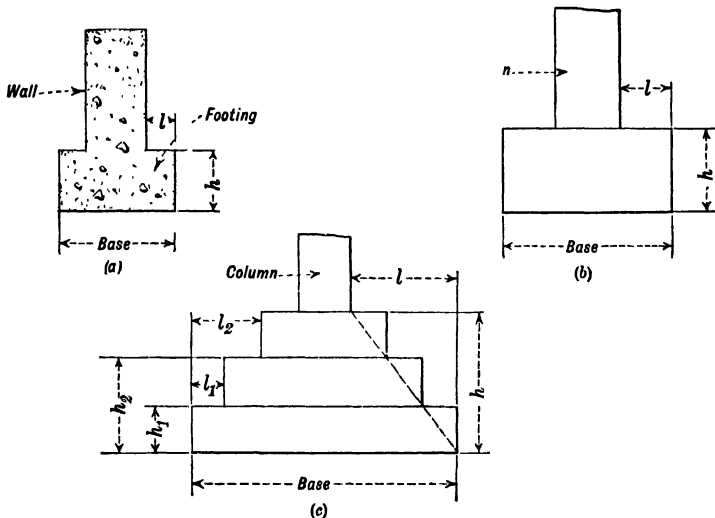 Wall
l
Footing
h
Base
(a)
n
l
h
Base
(b)
Column
l
l₂
l₁
h₂
h₁
h
Base
(c)